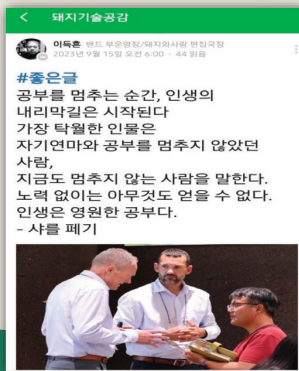 돼지기술공감
이득흔 밴드 부운영장/돼지와사람 편집국장
2023년 9월 15일 오전 6:00 · 44 읽음
#좋은글
공부를 멈추는 순간, 인생의
내리막길은 시작된다
가장 탁월한 인물은
자기연마와 공부를 멈추지 않았던
사람,
지금도 멈추지 않는 사람을 말한다.
노력 없이는 아무것도 얻을 수 없다.
인생은 영원한 공부다.
- 샤를 페기